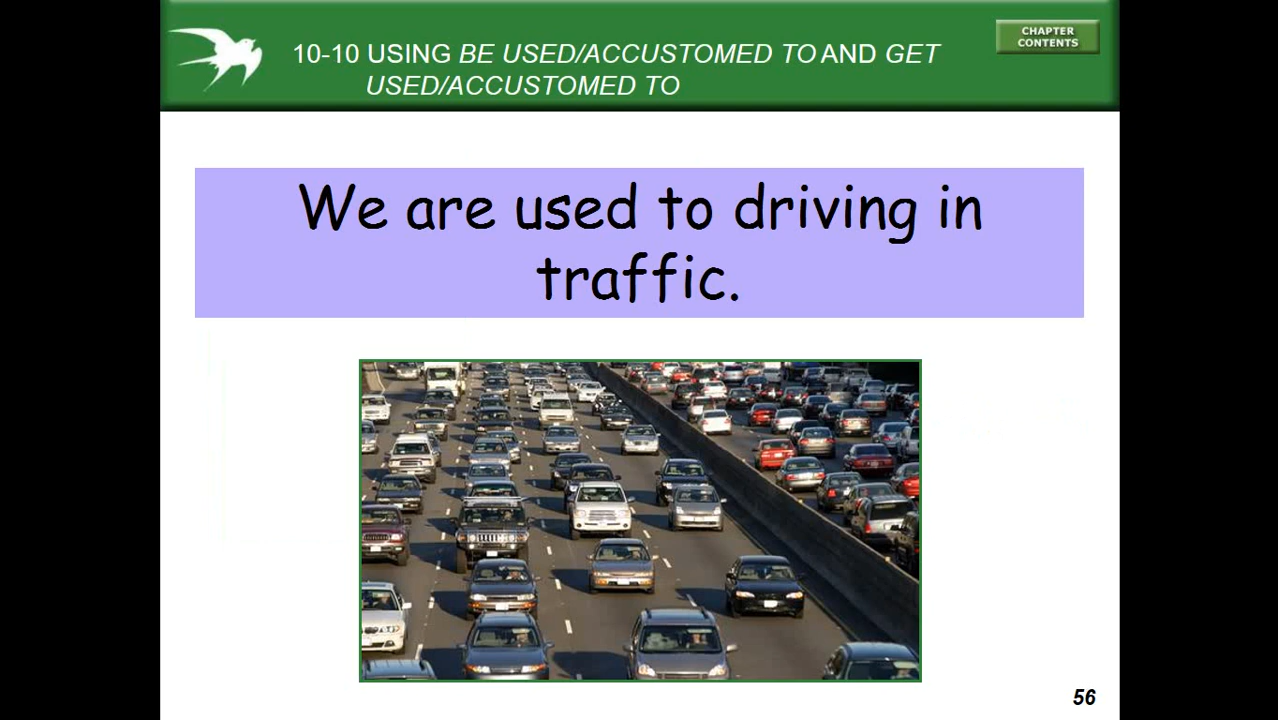 CHAPTER
CONTENTS
10-10 USING BE USED/ACCUSTOMED TO AND GET
USED/ACCUSTOMED TO
We are used to driving in
traffic.
56